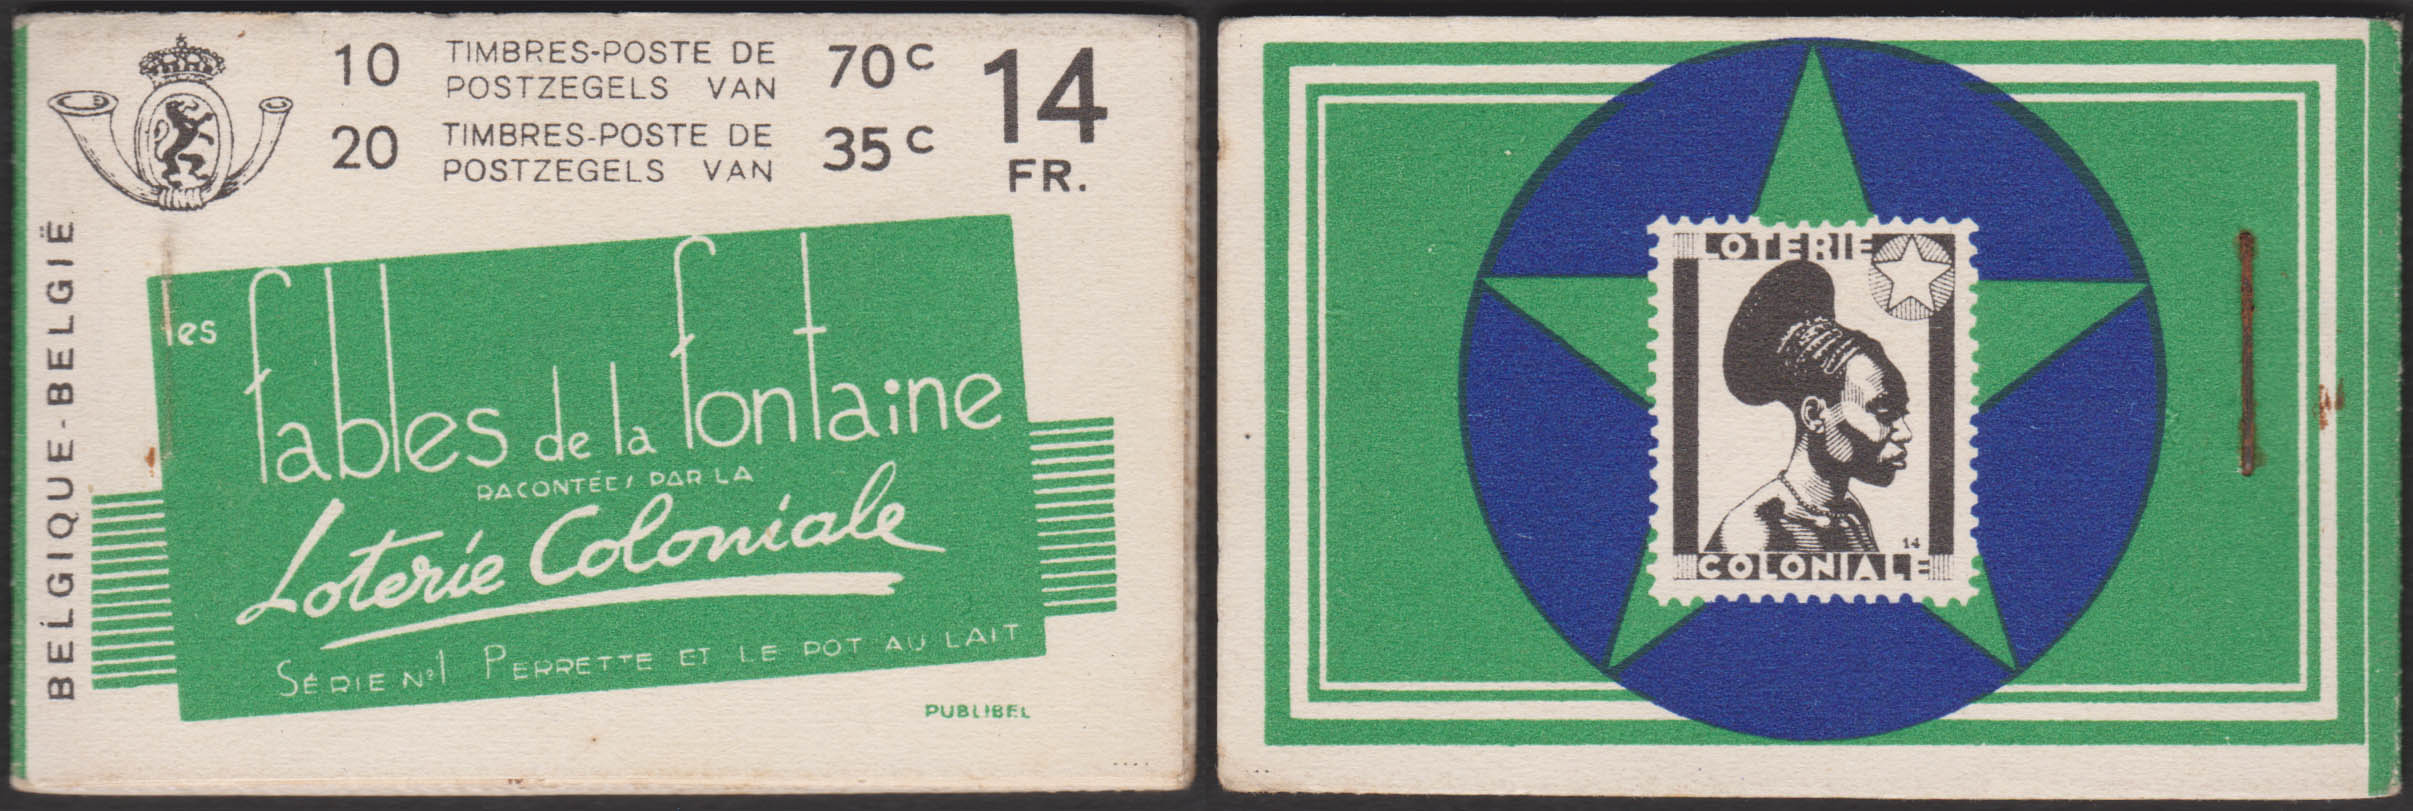 10 TIMBRES-POSTE DE 70 C
POSTZEGELS VAN
20 TIMBRES-POSTE DE 35 C
POSTZEGELS VAN
14
FR.
BELGIQUE-BELGIË
les
fables de la fontaine
RACONTÉES PAR LA
Loterie Coloniale
SÉRIE Nº1 PERRETTE ET LE POT AU LAIT
PUBLIBEL
LOTERIE
14
COLONIALE